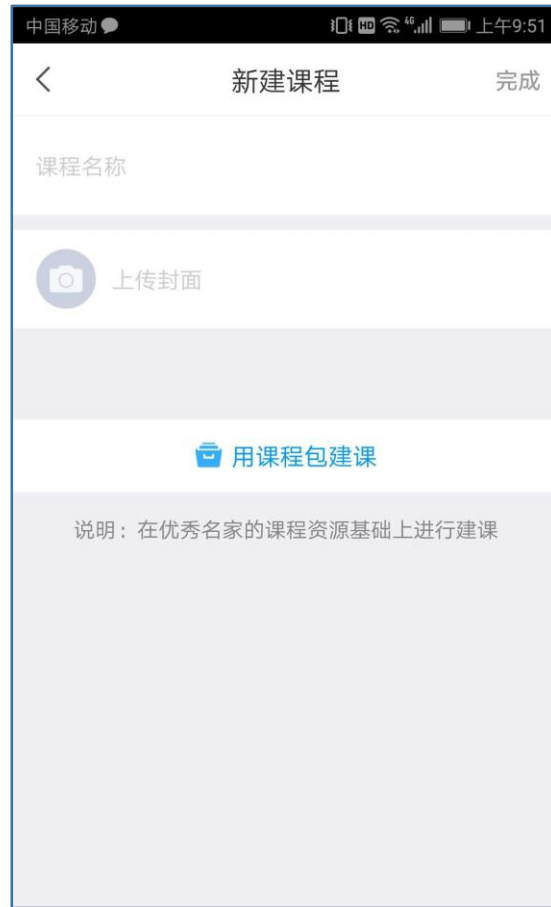 中国移动 HD 4G 上午9:51
新建课程 完成
课程名称
上传封面
用课程包建课
说明：在优秀名家的课程资源基础上进行建课